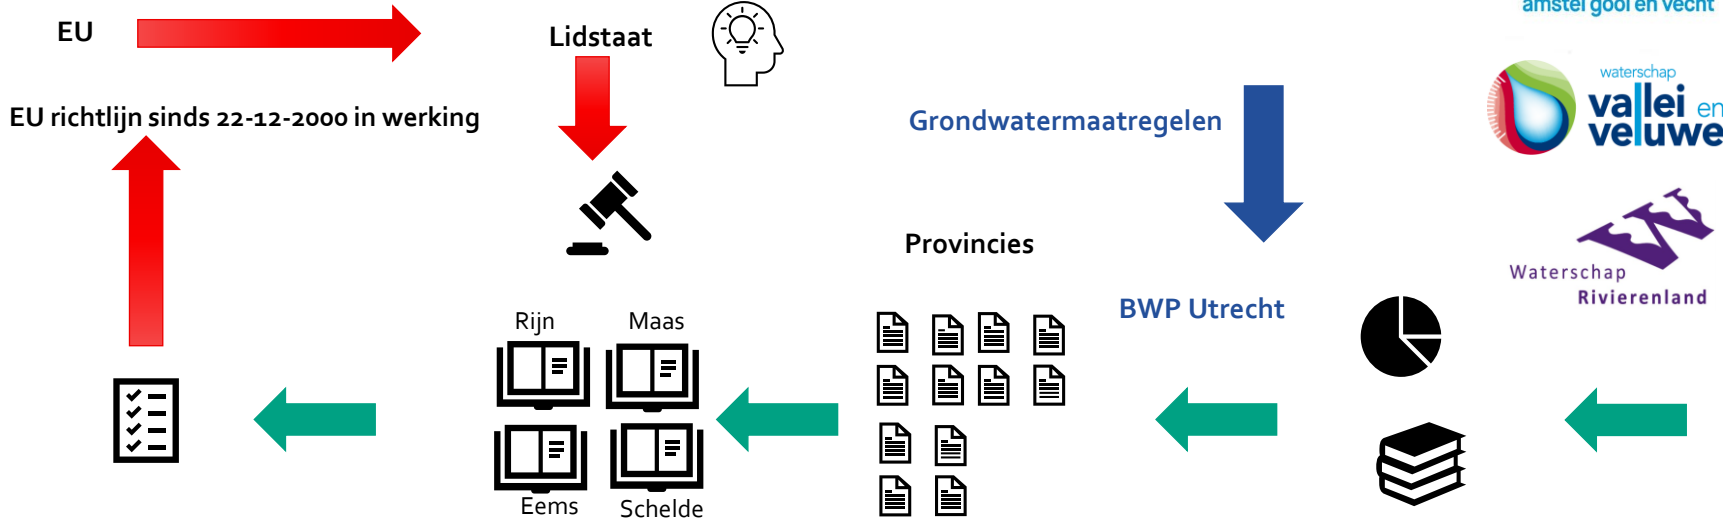 amstel gooi en vecht
EU
Lidstaat
waterschap
vallei en
veluwe
EU richtlijn sinds 22-12-2000 in werking
Grondwatermaatregelen
Provincies
Waterschap
Rivierenland
BWP Utrecht
Rijn
Maas
Eems
Schelde